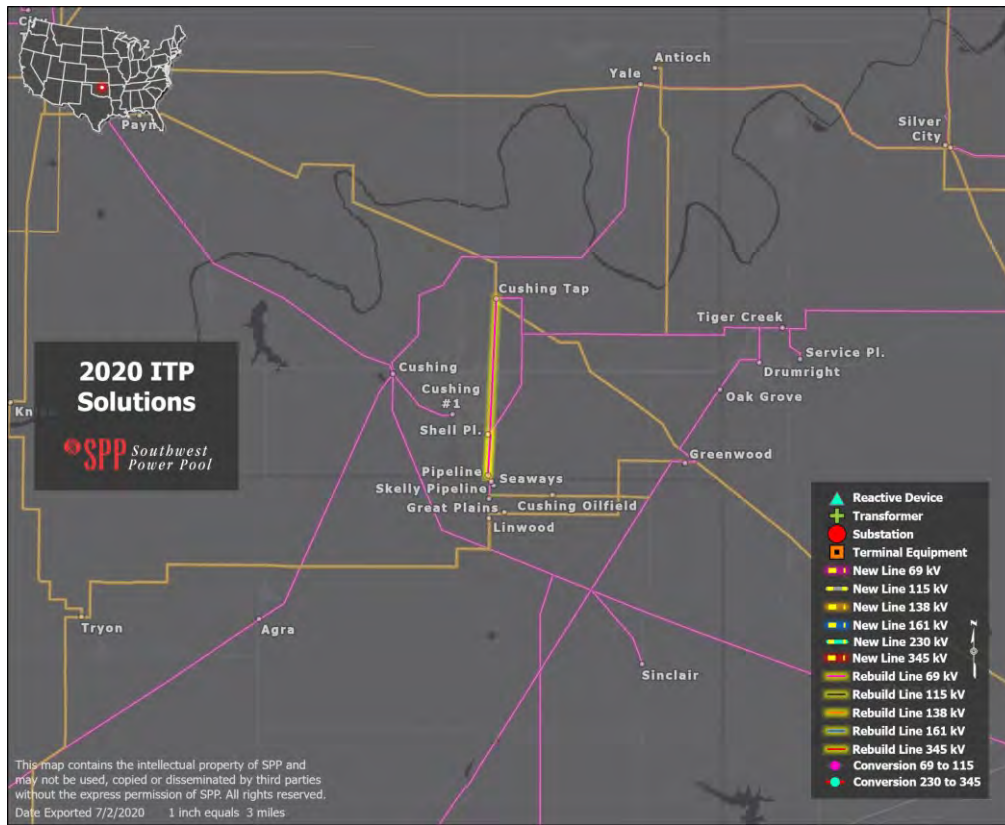 City
Antioch
Yale
Silver
City
Cushing Tap
Tiger Creek
Service Pl.
Drumright
2020 ITP
Solutions
SPP Southwest
Power Pool
Cushing
Cushing
#1
Oak Grove
Shell Pl.
Greenwood
Pipeline
Seaways
Skelly Pipeline
Great Plains
Cushing Oilfield
Linwood
Tryon
Agra
Sinclair
Reactive Device
Transformer
Substation
Terminal Equipment
New Line 69 kV
New Line 115 kV
New Line 138 kV
New Line 161 kV
New Line 230 kV
New Line 345 kV
Rebuild Line 69 kV
Rebuild Line 115 kV
Rebuild Line 138 kV
Rebuild Line 161 kV
Rebuild Line 345 kV
Conversion 69 to 115
Conversion 230 to 345
N
This map contains the intellectual property of SPP and
may not be used, copied or disseminated by third parties
without the express permission of SPP. All rights reserved.
Date Exported 7/2/2020 1 inch equals 3 miles